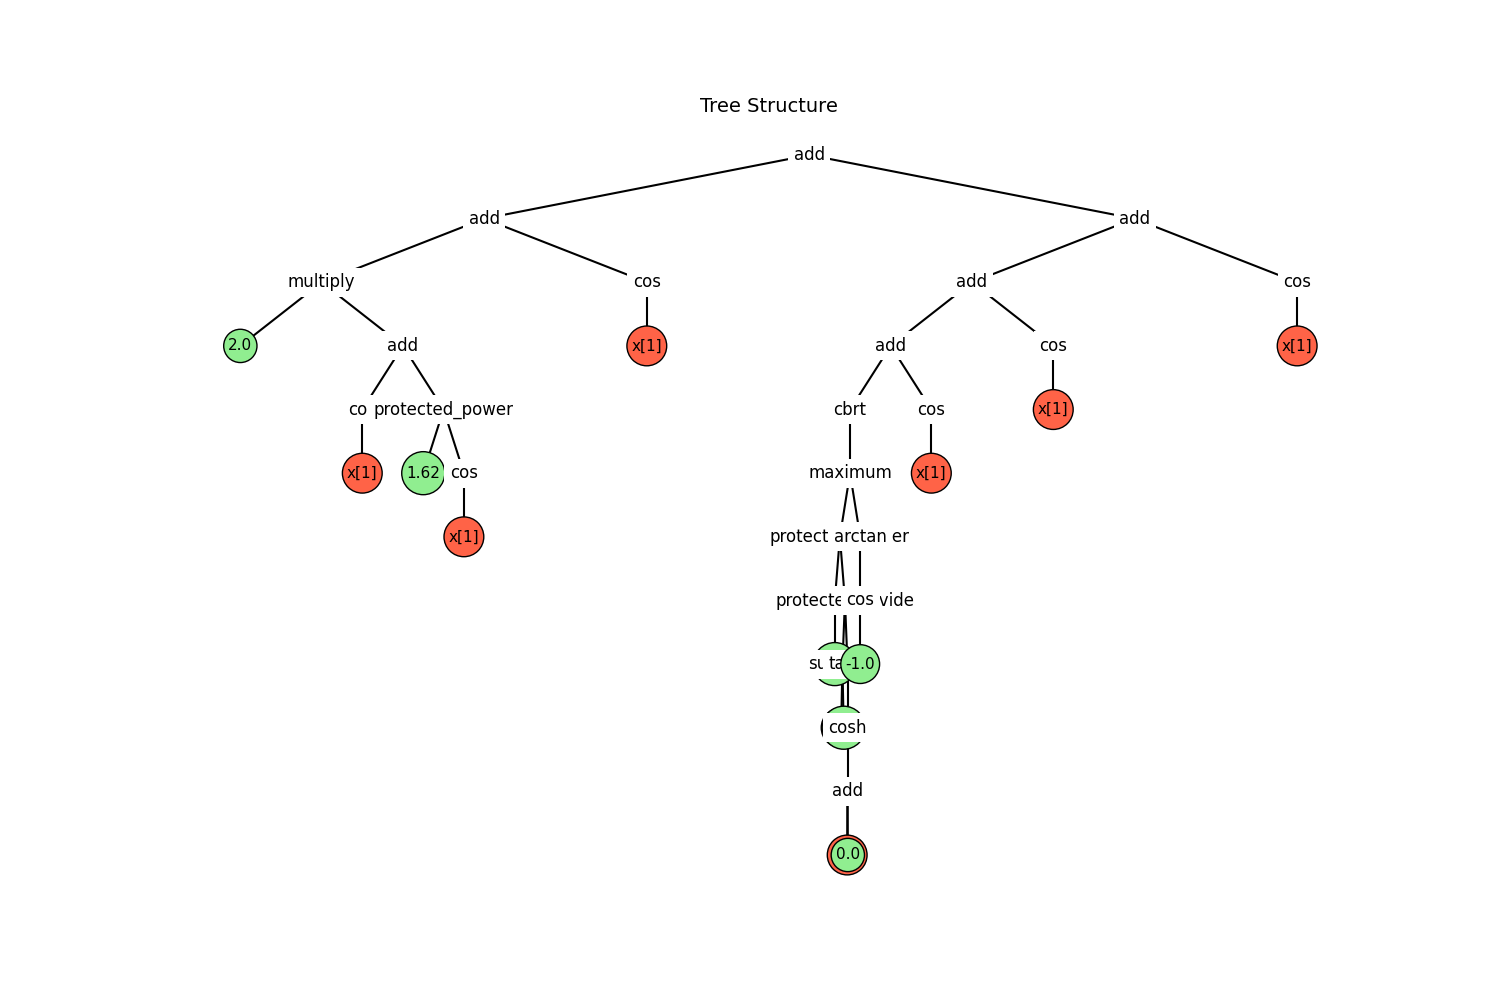 Tree Structure
add
add add
multiply cos add cos
2.0 add x[1] add cos x[1]
co protected_power cbrt cos x[1]
x[1] 1.62 cos maximum x[1]
x[1] protect arctan er
protecte cos vide
su ta -1.0
cosh
add
0.0